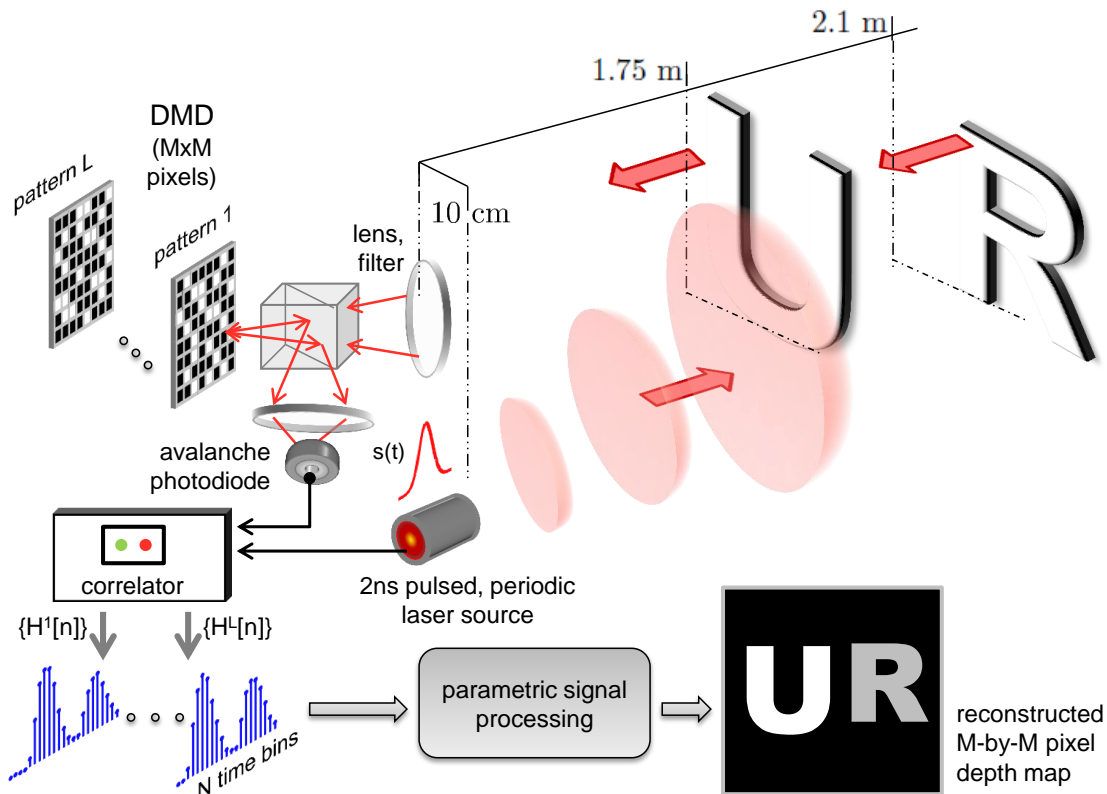 2.1 m
1.75 m
DMD
(MxM
pixels)
pattern L
pattern 1
10 cm
lens,
filter
U
R
avalanche
photodiode
s(t)
correlator
2ns pulsed, periodic
laser source
{H¹[n]}
{Hᴸ[n]}
N time bins
parametric signal
processing
UR
reconstructed
M-by-M pixel
depth map